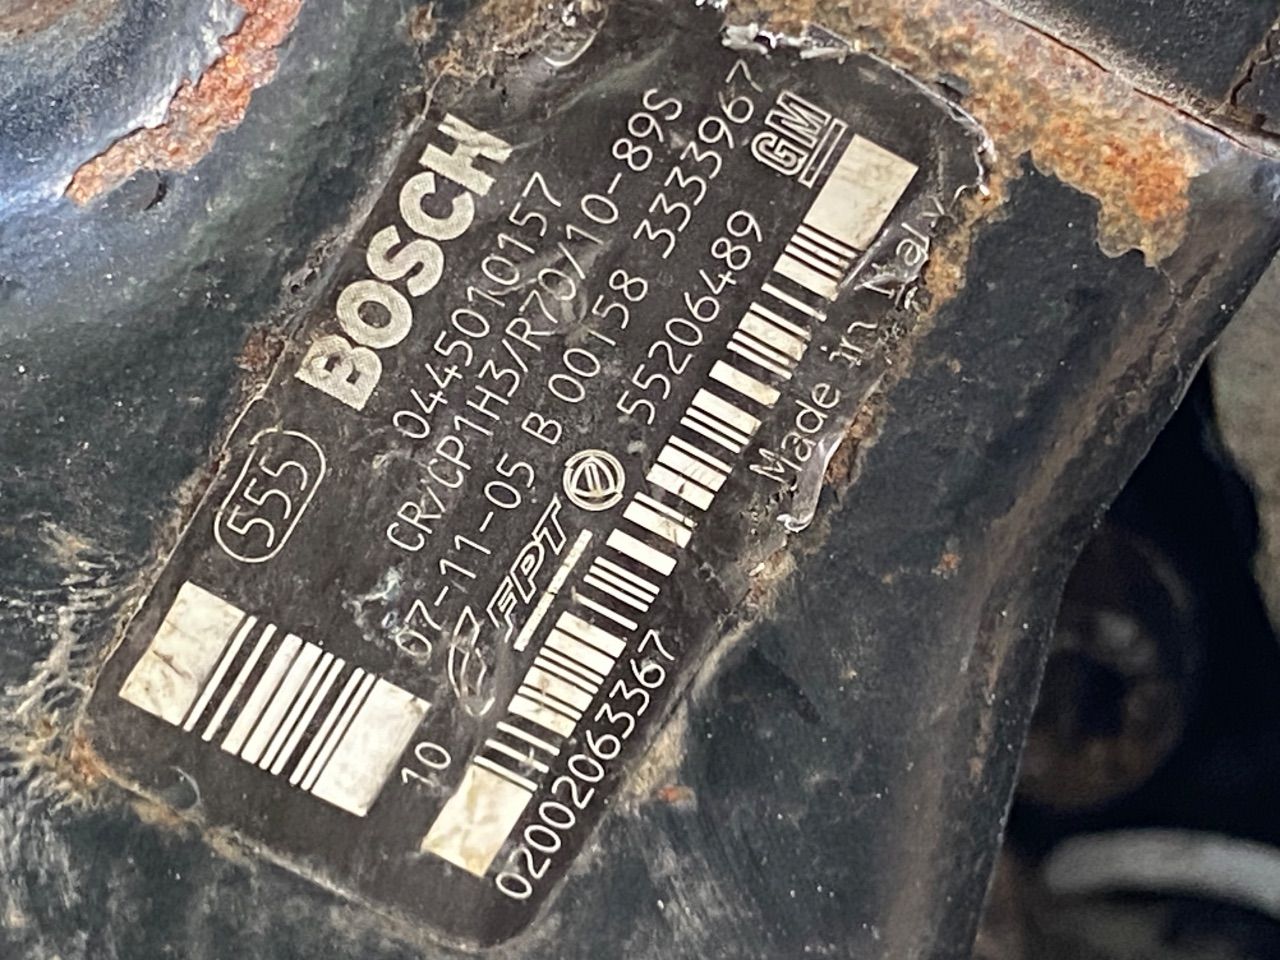 BOSCH
555
0445010157
CR/CP1H3/R70/10-89S
07-11-05 B 00158 3333967
FPT 55206489 GM
10
Made in Italy
02002063367